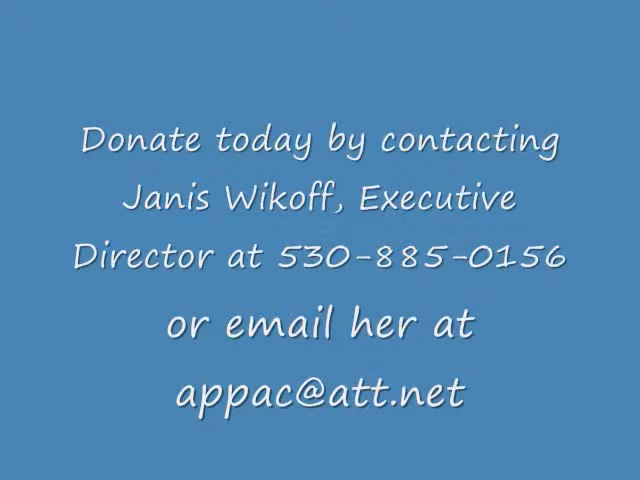 Donate today by contacting
Janis Wikoff, Executive
Director at 530-885-0156
or email her at
appac@att.net